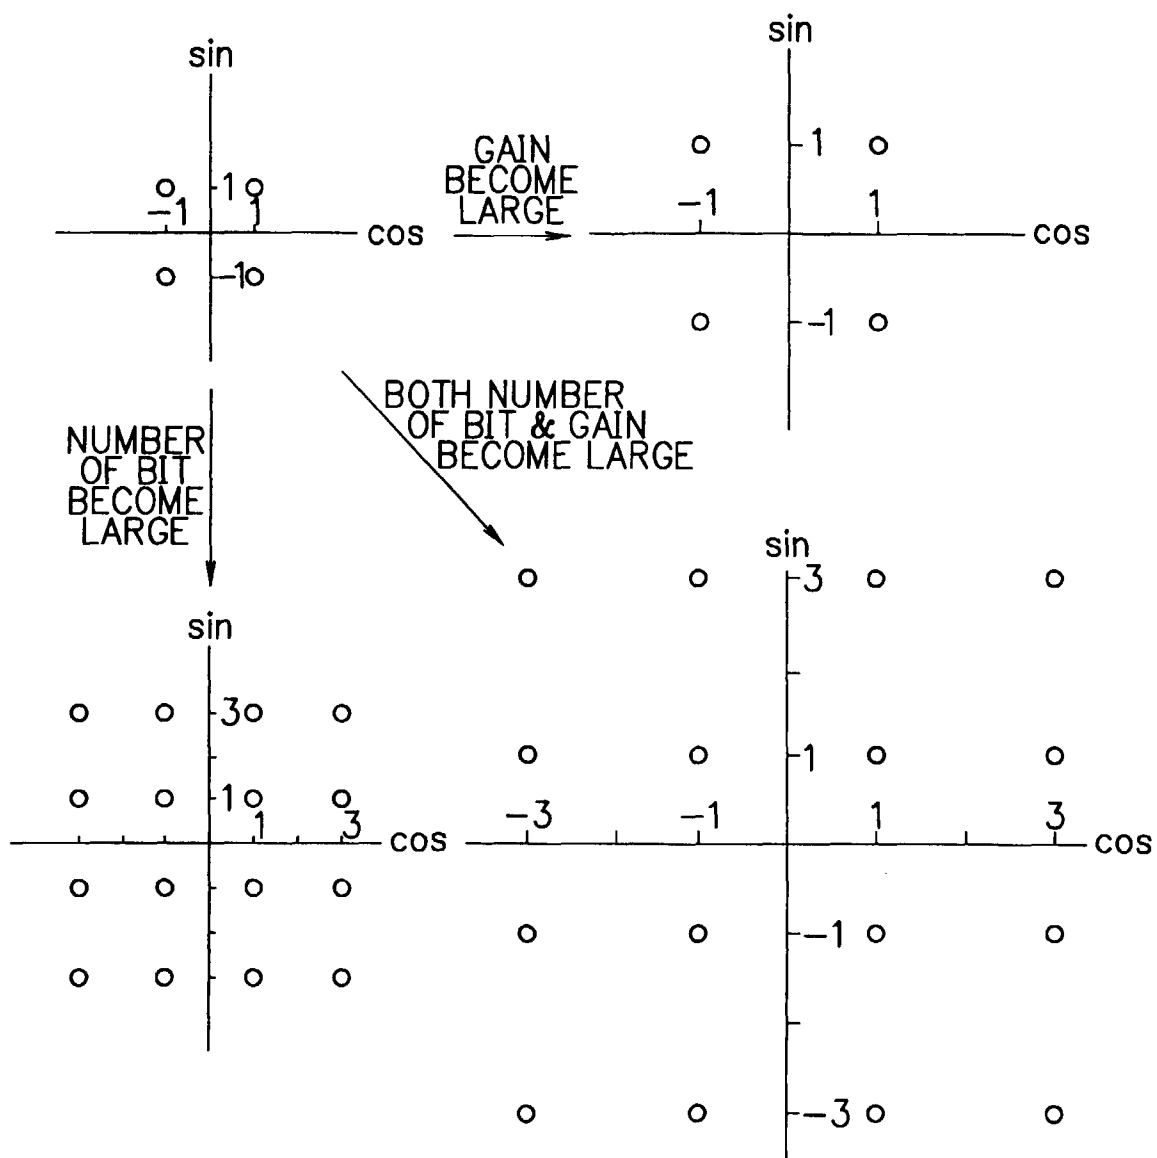 sin
1
-1
1
cos
-1
GAIN
BECOME
LARGE
sin
1
-1
1
cos
-1
NUMBER
OF BIT
BECOME
LARGE
BOTH NUMBER
OF BIT & GAIN
BECOME LARGE
sin
3
1
1
3
cos
sin
3
1
-3
-1
1
3
cos
-1
-3